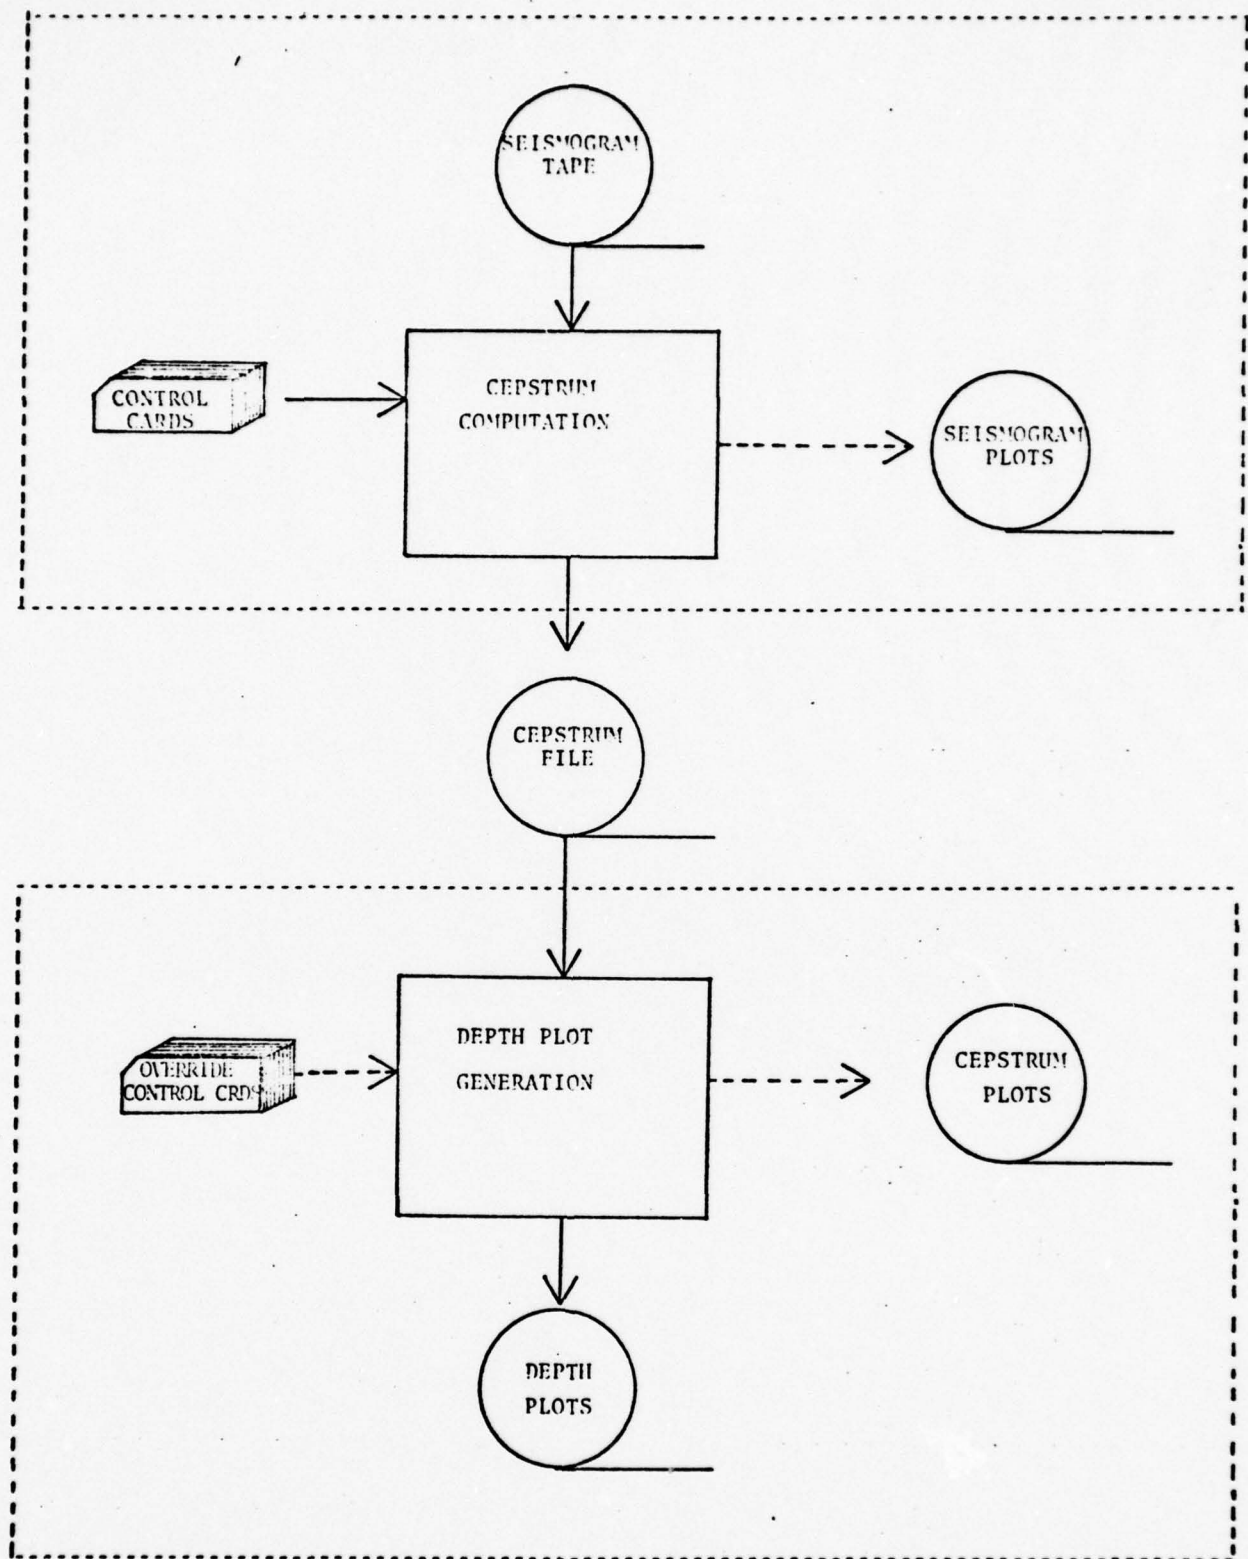 SEISMOGRAM
TAPE
CONTROL
CARDS
CEPSTRUM
COMPUTATION
SEISMOGRAM
PLOTS
CEPSTRUM
FILE
OVERRIDE
CONTROL CRDS
DEPTH PLOT
GENERATION
CEPSTRUM
PLOTS
DEPTH
PLOTS